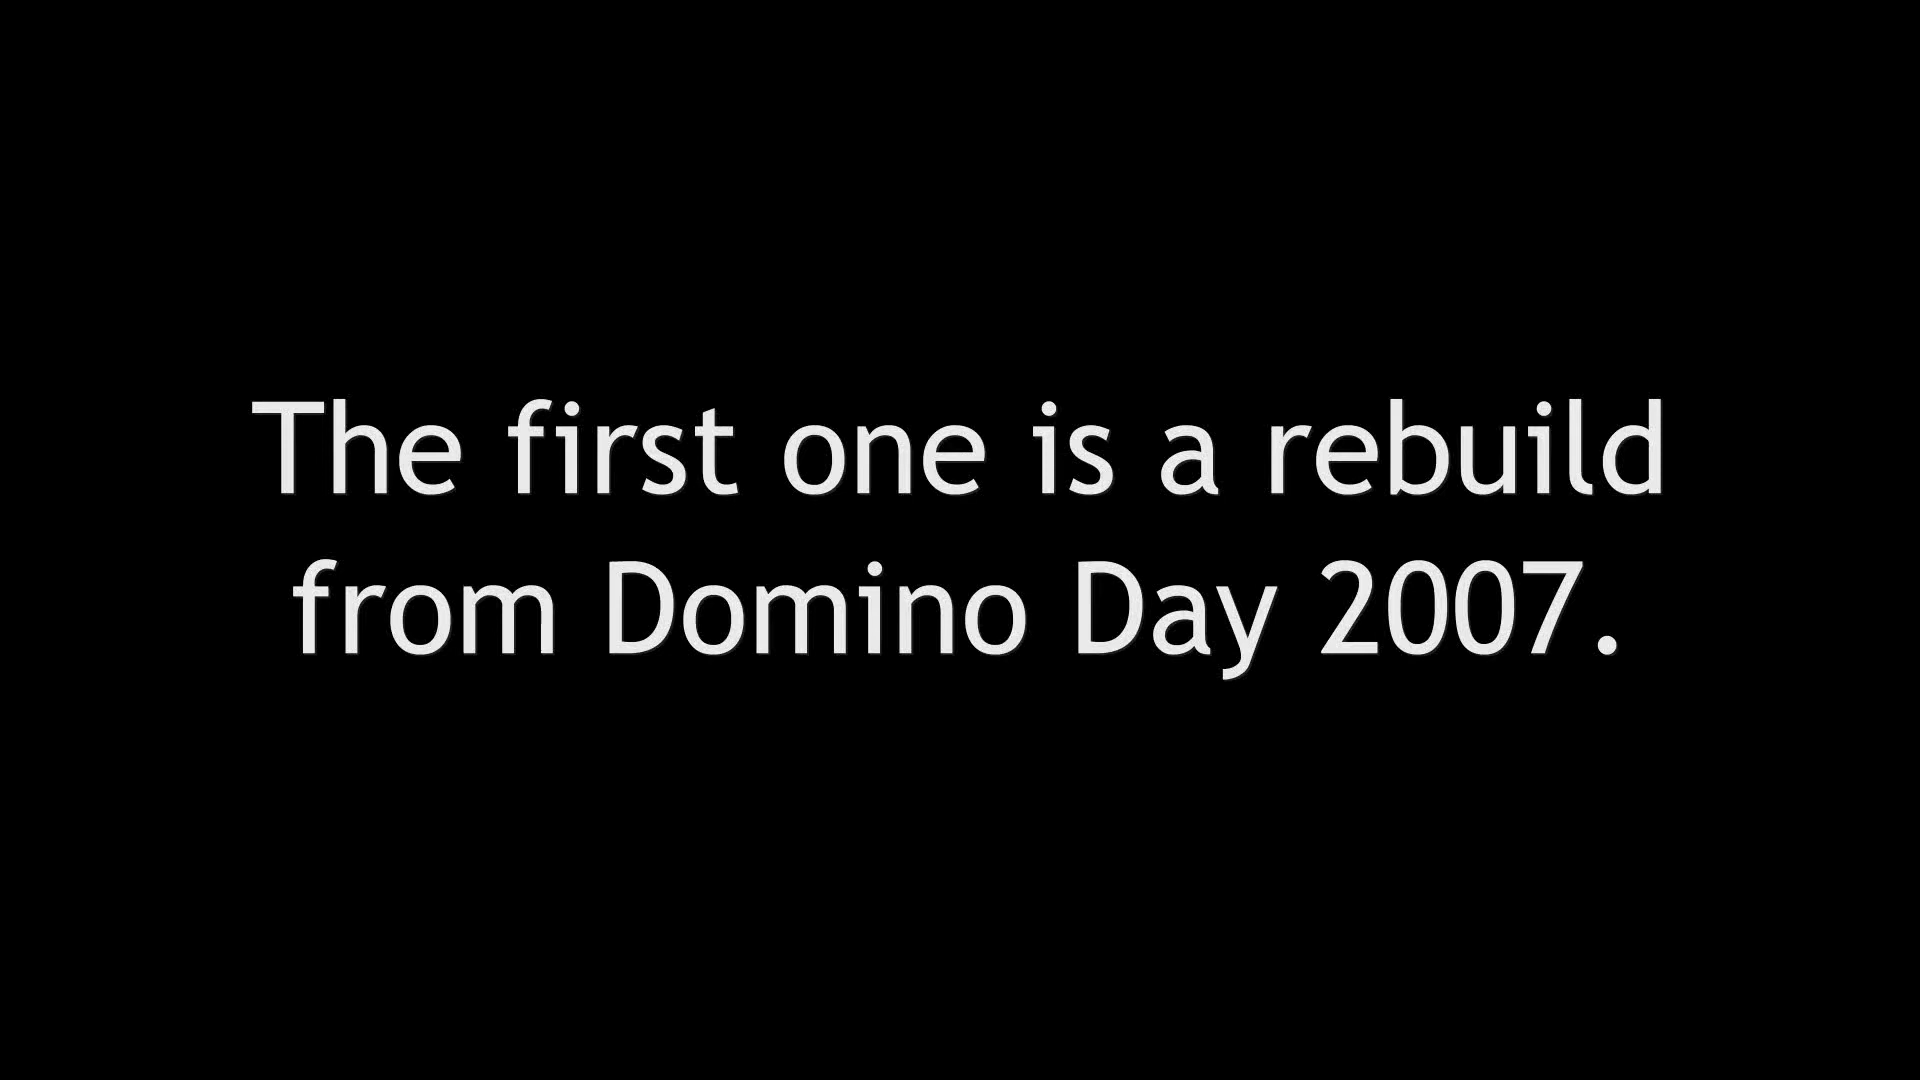 The first one is a rebuild
from Domino Day 2007.